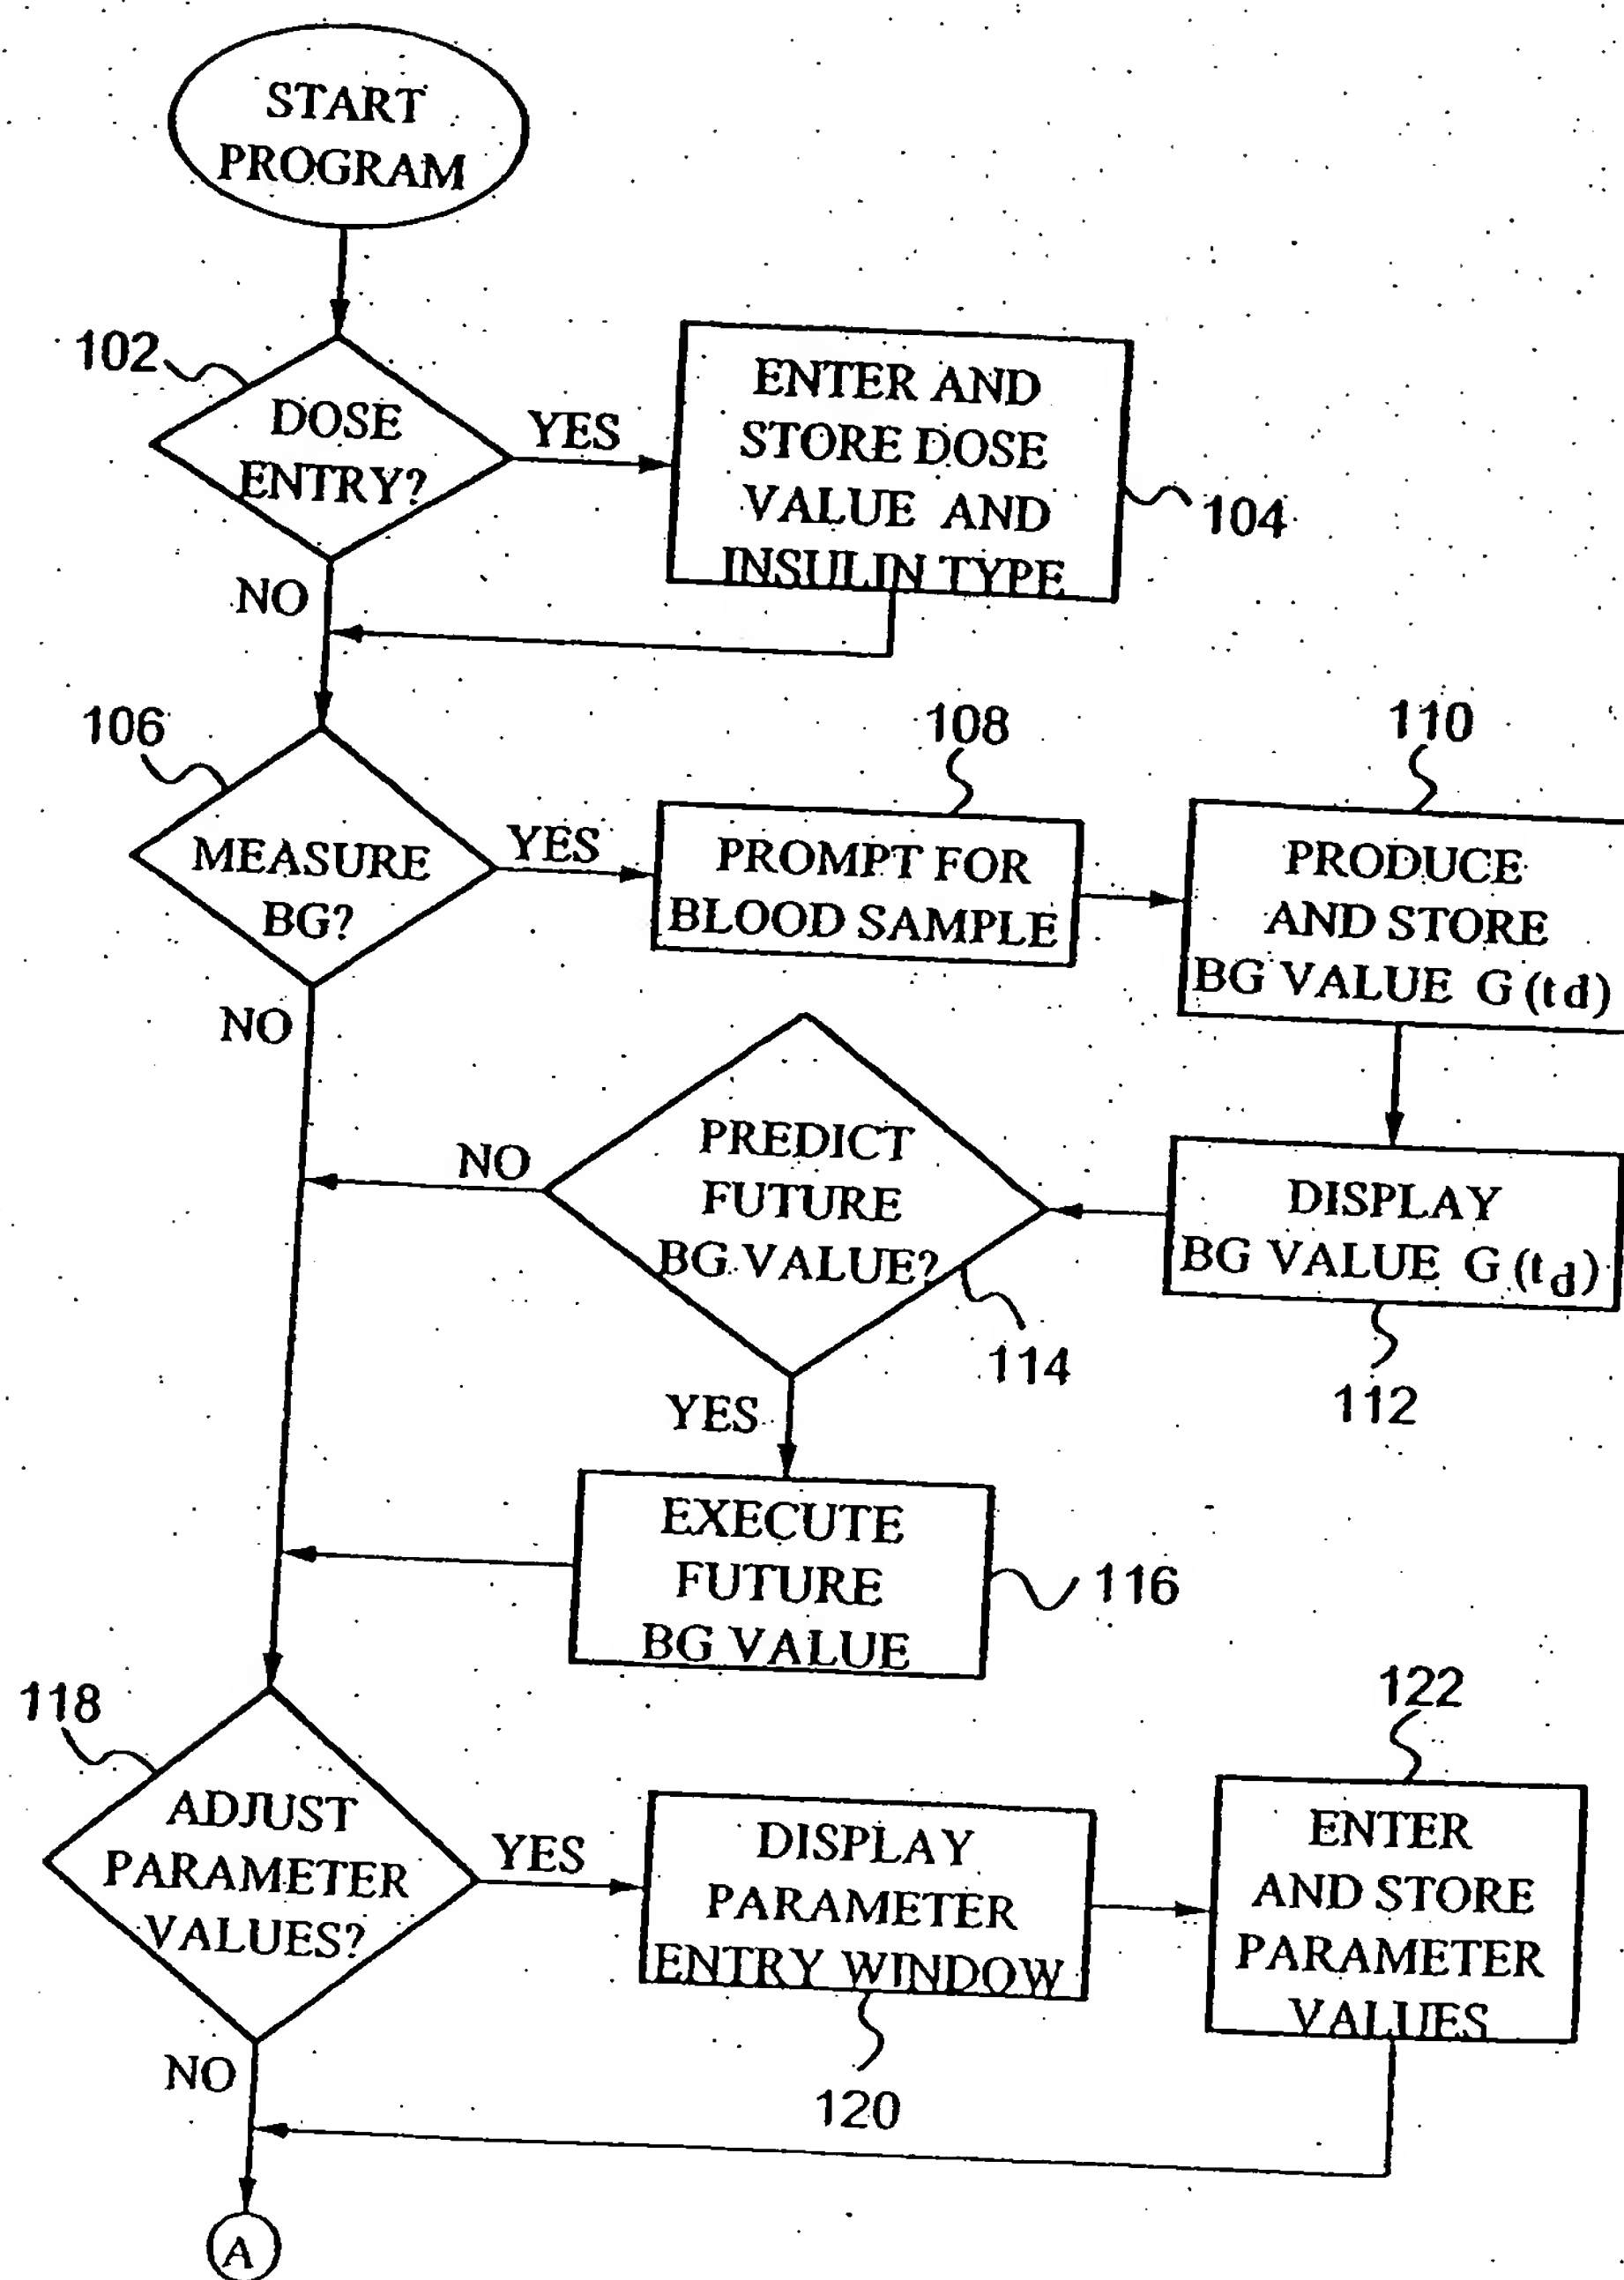 START
PROGRAM
102
DOSE
ENTRY?
YES
ENTER AND
STORE DOSE
VALUE AND
INSULIN TYPE
104
NO
106
MEASURE
BG?
YES
108
PROMPT FOR
BLOOD SAMPLE
110
PRODUCE
AND STORE
BG VALUE G(td)
NO
DISPLAY
BG VALUE G(td)
112
PREDICT
FUTURE
BG VALUE?
114
NO
YES
EXECUTE
FUTURE
BG VALUE
116
118
ADJUST
PARAMETER
VALUES?
YES
DISPLAY
PARAMETER
ENTRY WINDOW
120
122
ENTER
AND STORE
PARAMETER
VALUES
NO
A